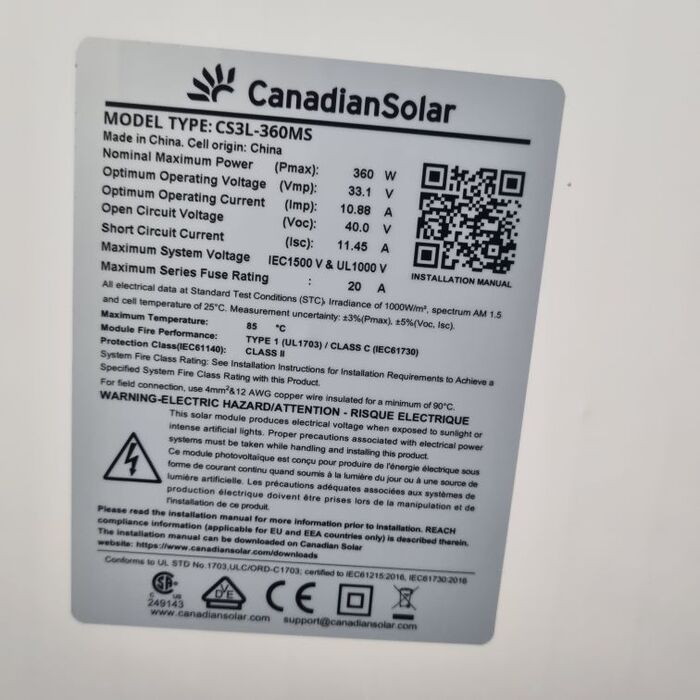 CanadianSolar
MODEL TYPE: CS3L-360MS
Made in China. Cell origin: China
Nominal Maximum Power (Pmax): 360 W
Optimum Operating Voltage (Vmp): 33.1 V
Optimum Operating Current (Imp): 10.88 A
Open Circuit Voltage (Voc): 40.0 V
Short Circuit Current (Isc): 11.45 A
Maximum System Voltage IEC1500 V & UL1000 V
Maximum Series Fuse Rating : 20 A
INSTALLATION MANUAL
All electrical data at Standard Test Conditions (STC), Irradiance of 1000W/m², spectrum AM 1.5
and cell temperature of 25°C. Measurement uncertainty: ±3%(Pmax), ±5%(Voc, Isc).
Maximum Temperature: 85 °C
Module Fire Performance: TYPE 1 (UL1703) / CLASS C (IEC61730)
Protection Class(IEC61140): CLASS II
System Fire Class Rating: See Installation Instructions for Installation Requirements to Achieve a
Specified System Fire Class Rating with this Product.
For field connection, use 4mm²&12 AWG copper wire insulated for a minimum of 90°C.
WARNING-ELECTRIC HAZARD/ATTENTION - RISQUE ELECTRIQUE
This solar module produces electrical voltage when exposed to sunlight or
intense artificial lights. Proper precautions associated with electrical power
systems must be taken while handling and installing this product.
Ce module photovoltaïque est conçu pour produire de l'énergie électrique sous
forme de courant continu quand soumis à la lumière du jour ou à une source de
lumière artificielle. Les précautions adéquates associées aux systèmes de
production électrique doivent être prises lors de la manipulation et de
l'installation de ce produit.
Please read the installation manual for more information prior to installation. REACH
compliance information (applicable for EU and EEA countries only) is described therein.
The installation manual can be downloaded on Canadian Solar
website: https://www.canadiansolar.com/downloads
Conforms to UL STD No.1703,ULC/ORD-C1703; certified to IEC61215:2016, IEC61730:2016
C US
249143
DVE
CE
www.canadiansolar.com support@canadiansolar.com